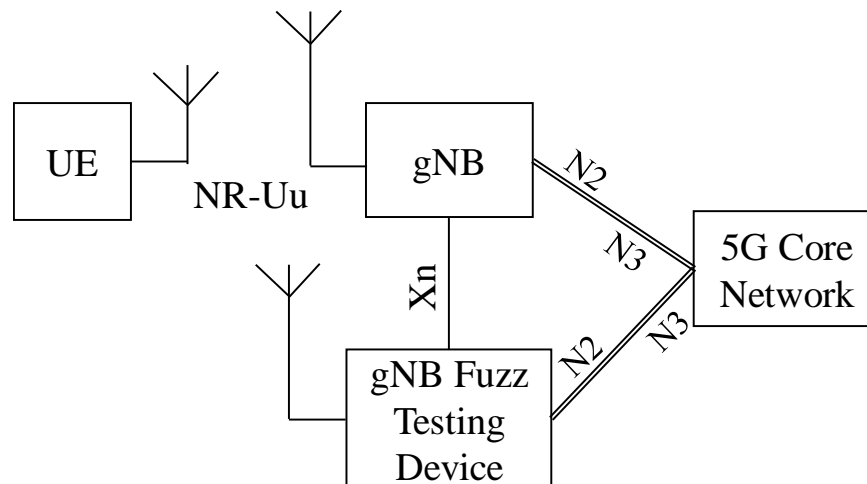 UE
NR-Uu
gNB
N2
N3
5G Core
Network
Xn
N2
N3
gNB Fuzz
Testing
Device